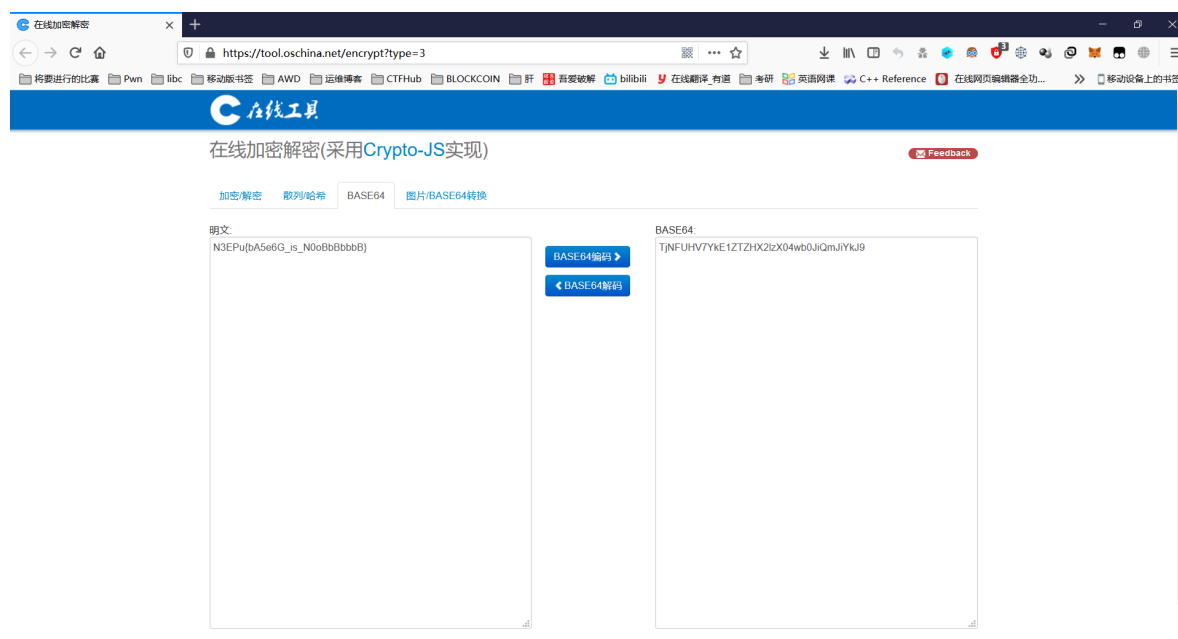 在线加密解密
https://tool.oschina.net/encrypt?type=3
3
将要进行的比赛 Pwn libc 移动版书签 AWD 运维博客 CTFHub BLOCKCOIN 肝 吾爱破解 bilibili 在线翻译_有道 考研 英语网课 C++ Reference 在线网页编辑器全功... 移动设备上的书签
在线工具
在线加密解密(采用Crypto-JS实现)
Feedback
加密/解密 散列/哈希 BASE64 图片/BASE64转换
明文: BASE64:
N3EPu{bA5e6G_is_N0oBbBbbbB} TjNFUHV7YkE1ZTZHX2lzX04wb0JiQmJiYkJ9
BASE64编码
BASE64解码